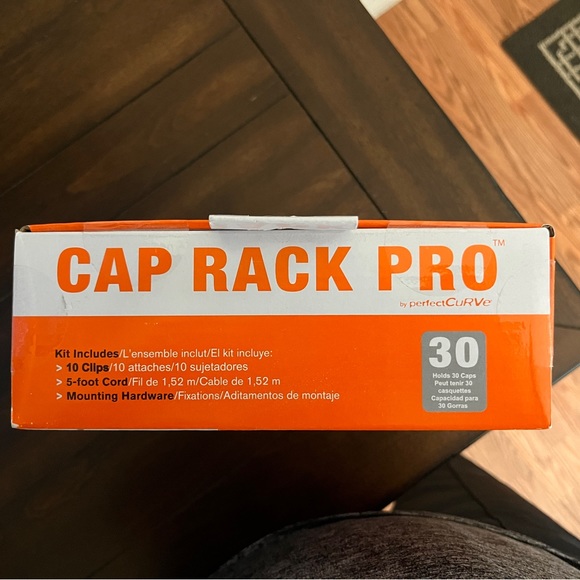 CAP RACK PRO™
by perfectCuRVe
Kit Includes/L'ensemble inclut/El kit incluye:
> 10 Clips/10 attaches/10 sujetadores
> 5-foot Cord/Fil de 1,52 m/Cable de 1,52 m
> Mounting Hardware/Fixations/Aditamentos de montaje
30
Holds 30 Caps
Peut tenir 30
casquettes
Capacidad para
30 Gorras